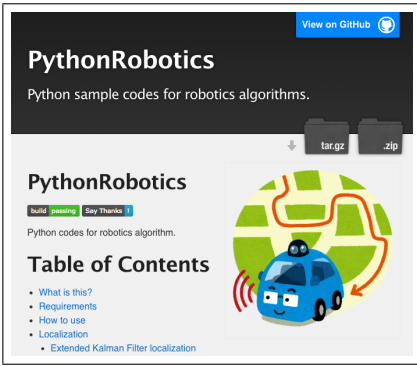 View on GitHub
PythonRobotics
Python sample codes for robotics algorithms.
tar.gz
.zip
PythonRobotics
build passing Say Thanks !
Python codes for robotics algorithm.
Table of Contents
• What is this?
• Requirements
• How to use
• Localization
• Extended Kalman Filter localization